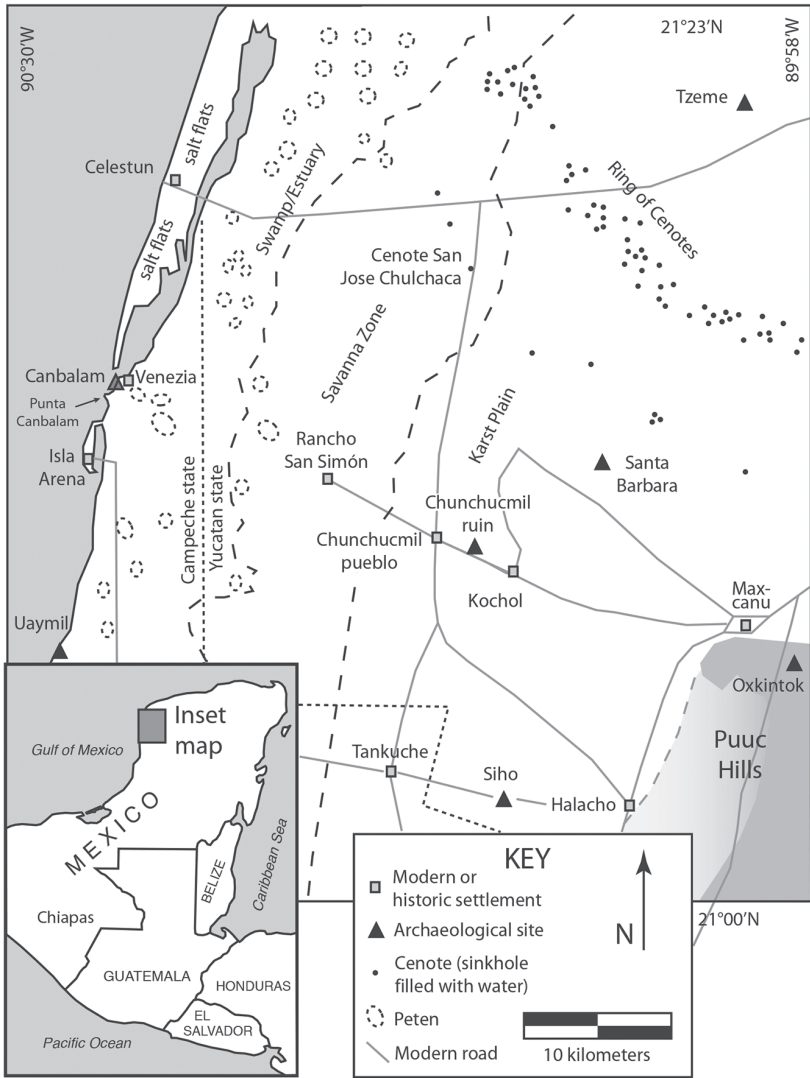 90°30′W
21°23′N
89°58′W
Tzeme
salt flats
Celestun
Swamp/Estuary
Ring of Cenotes
salt flats
Cenote San
Jose Chulchaca
Savanna Zone
Canbalam
Venezia
Punta
Canbalam
Karst Plain
Isla
Arena
Rancho
San Simón
Santa
Barbara
Campeche state
Yucatan state
Chunchucmil
ruin
Chunchucmil
pueblo
Kochol
Max-
canu
Uaymil
Oxkintok
Puuc
Hills
Tankuche
Siho
Halacho
Inset
map
Gulf of Mexico
MEXICO
BELIZE
Caribbean Sea
Chiapas
GUATEMALA
HONDURAS
EL
SALVADOR
Pacific Ocean
KEY
Modern or
historic settlement
Archaeological site
N
Cenote (sinkhole
filled with water)
Peten
Modern road
10 kilometers
21°00′N